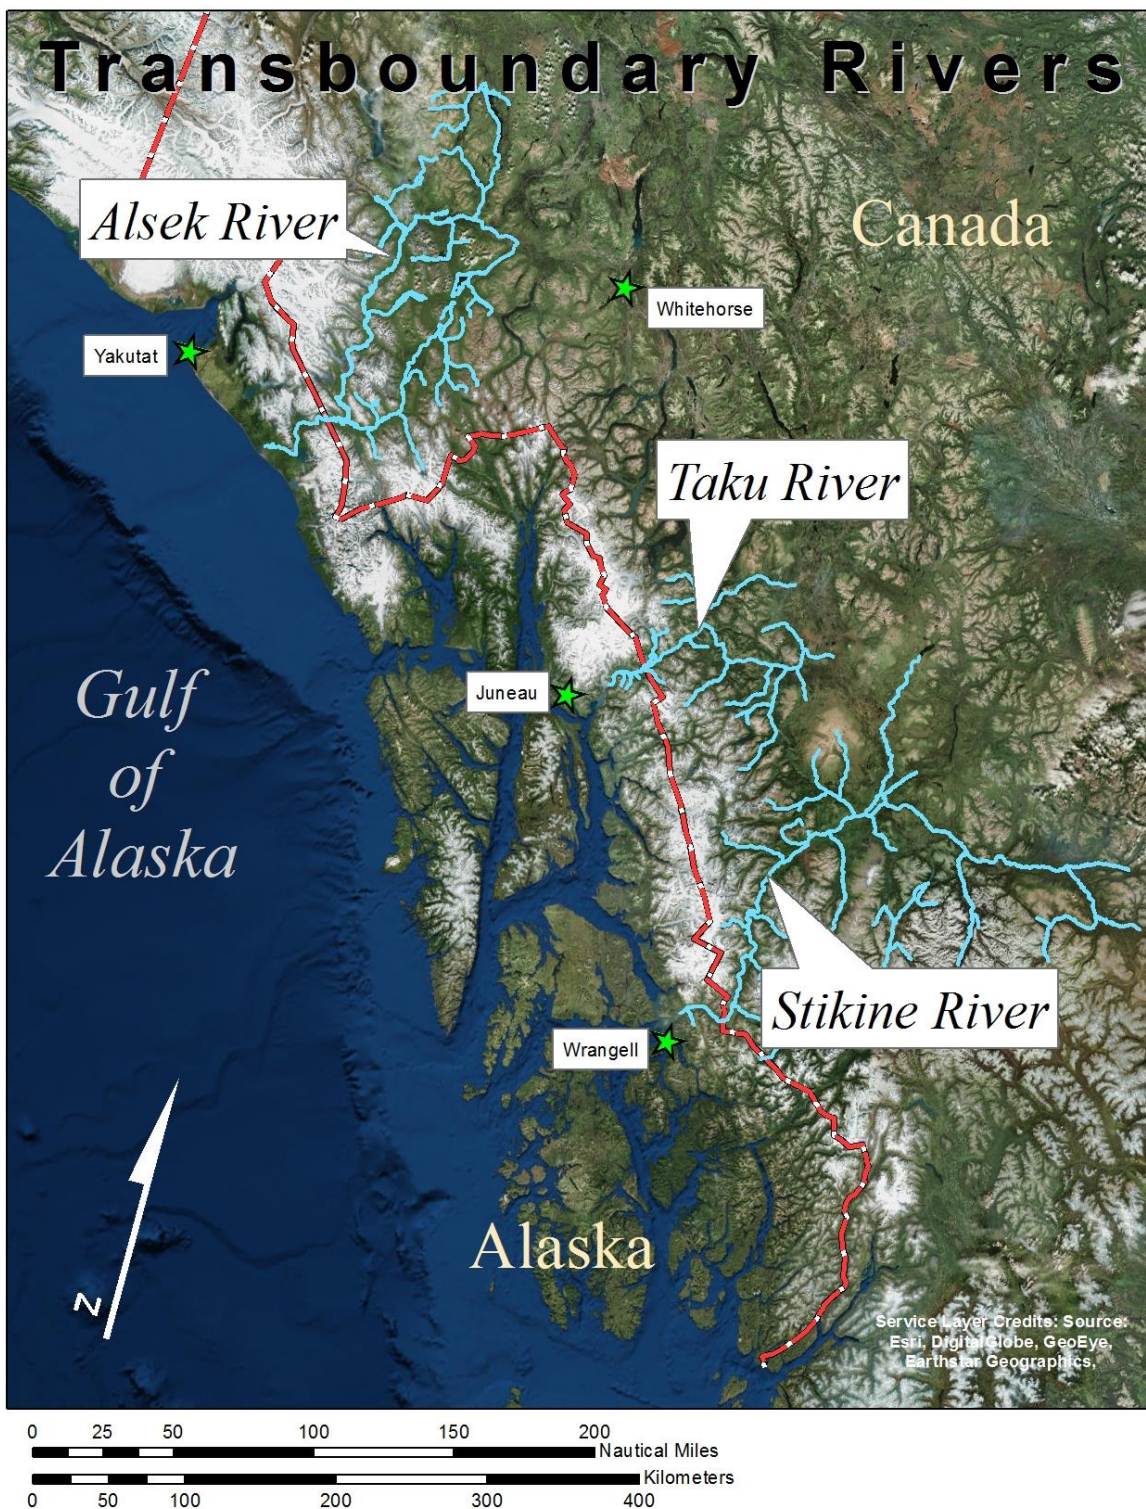 Transboundary Rivers
Alsek River
Canada
Whitehorse
Yakutat
Taku River
Juneau
Gulf
of
Alaska
Stikine River
Wrangell
Alaska
N
Service Layer Credits: Source:
Esri, DigitalGlobe, GeoEye,
Earthstar Geographics,
0 25 50 100 150 200
Nautical Miles
Kilometers
0 50 100 200 300 400